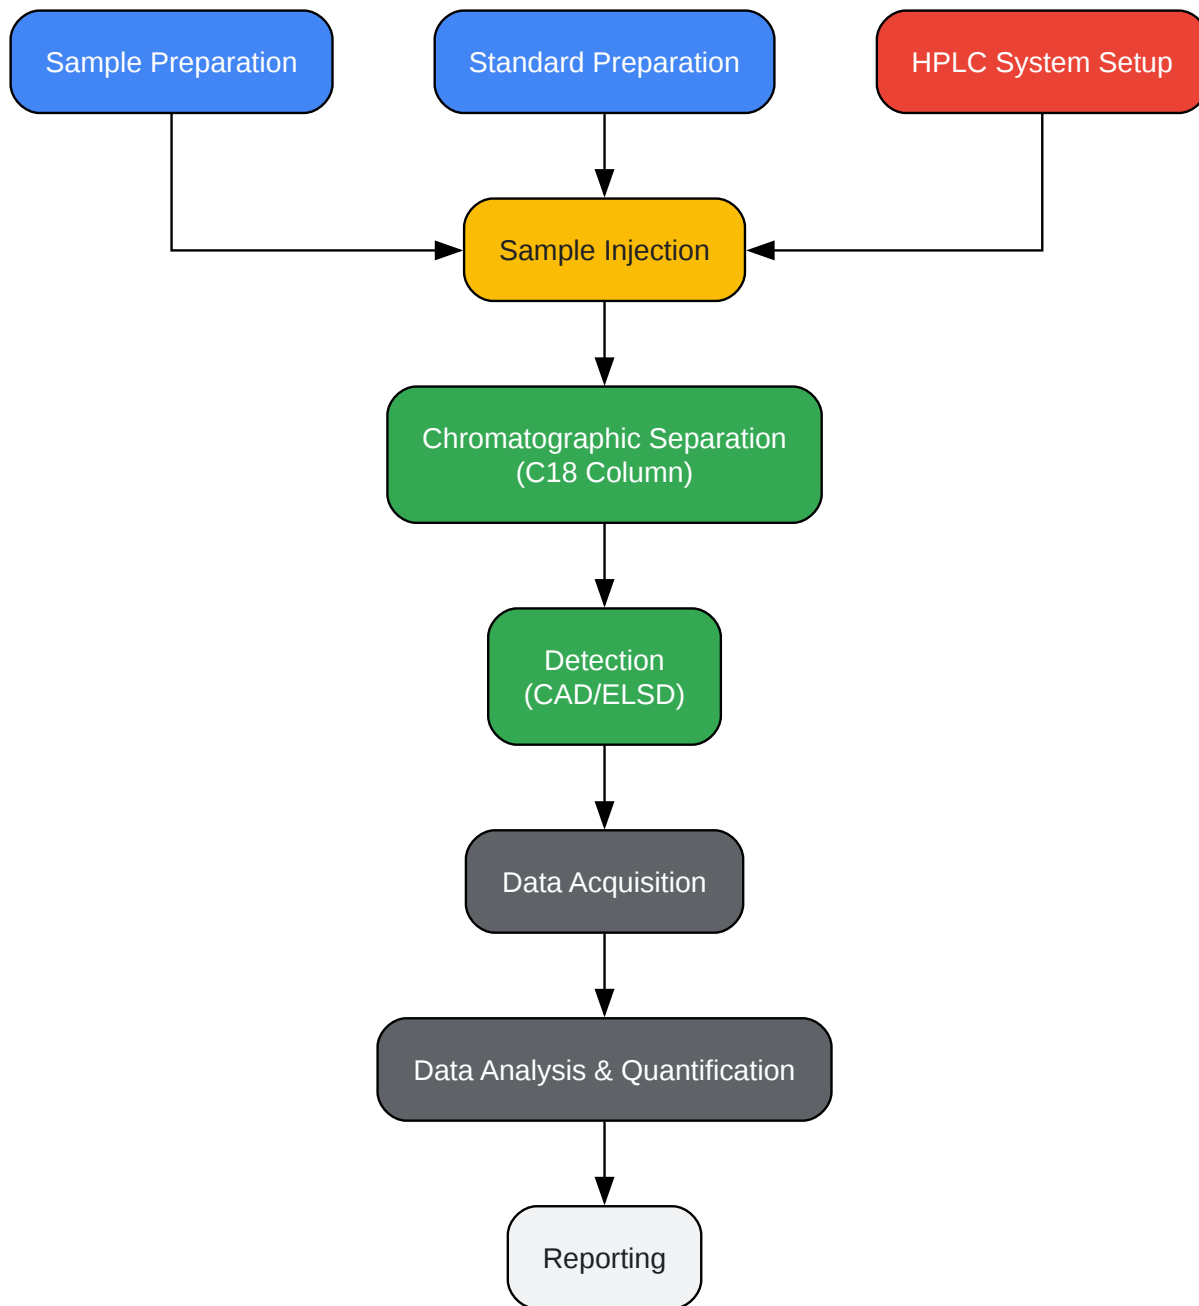 Sample Preparation
Standard Preparation
HPLC System Setup
Sample Injection
Chromatographic Separation
(C18 Column)
Detection
(CAD/ELSD)
Data Acquisition
Data Analysis & Quantification
Reporting